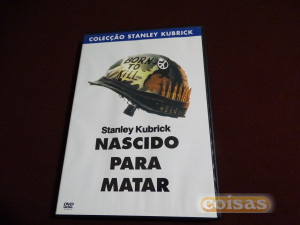 COLECÇÃO STANLEY KUBRICK
BORN
TO
KILL
Stanley Kubrick
NASCIDO
PARA
MATAR
DVD
coisas